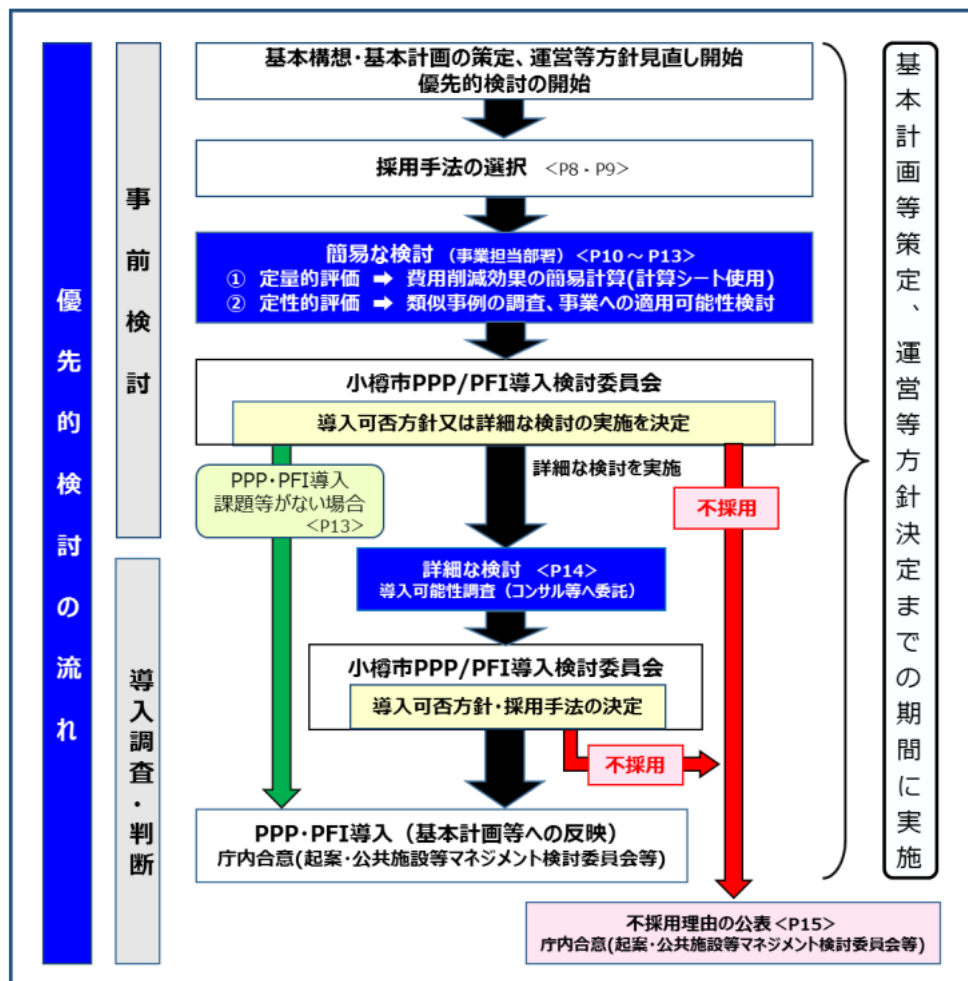 優先的検討の流れ
事前検討
導入調査・判断
基本構想・基本計画の策定、運営等方針見直し開始
優先的検討の開始
採用手法の選択 <P8・P9>
簡易な検討 (事業担当部署) <P10～P13>
① 定量的評価 ➡ 費用削減効果の簡易計算(計算シート使用)
② 定性的評価 ➡ 類似事例の調査、事業への適用可能性検討
小樽市PPP/PFI導入検討委員会
導入可否方針又は詳細な検討の実施を決定
PPP・PFI導入
課題等がない場合
<P13>
詳細な検討を実施
不採用
詳細な検討 <P14>
導入可能性調査（コンサル等へ委託）
小樽市PPP/PFI導入検討委員会
導入可否方針・採用手法の決定
不採用
PPP・PFI導入（基本計画等への反映）
庁内合意(起案・公共施設等マネジメント検討委員会等)
不採用理由の公表<P15>
庁内合意(起案・公共施設等マネジメント検討委員会等)
基本計画等策定、運営等方針決定までの期間に実施